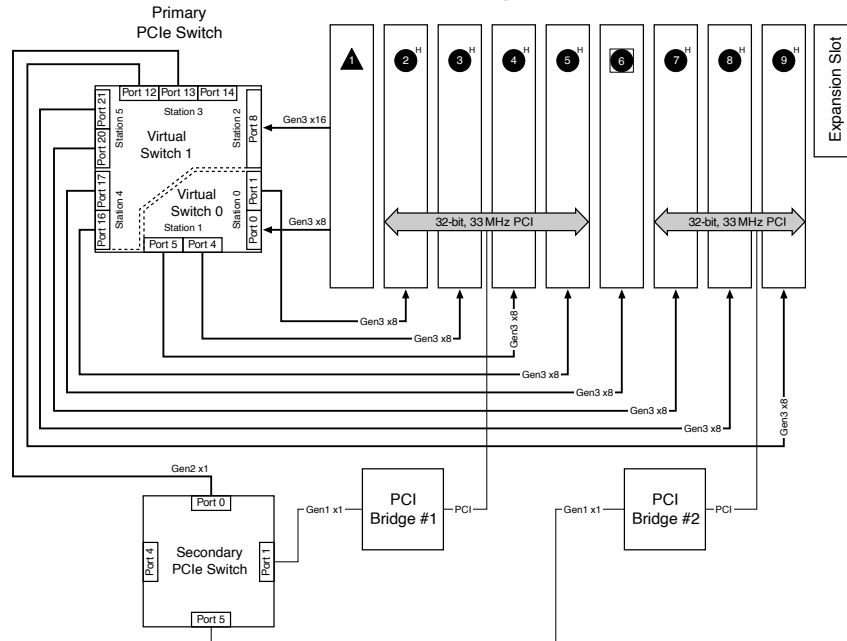 Primary
PCIe Switch
1
2 H
3 H
4 H
5 H
6
7 H
8 H
9 H
Expansion Slot
Port 12
Port 13
Port 14
Station 3
Port 21
Port 20
Station 5
Station 2
Port 8
Virtual
Switch 1
Gen3 x16
Port 17
Port 16
Station 4
Virtual
Switch 0
Station 0
Port 1
Port 0
Station 1
Port 5
Port 4
Gen3 x8
32-bit, 33 MHz PCI
32-bit, 33 MHz PCI
Gen3 x8
Gen3 x8
Gen3 x8
Gen3 x8
Gen3 x8
Gen3 x8
Gen3 x8
Gen3 x8
Gen2 x1
Port 0
Port 4
Secondary
PCIe Switch
Port 1
Port 5
Gen1 x1
PCI
Bridge #1
PCI
Gen1 x1
PCI
Bridge #2
PCI